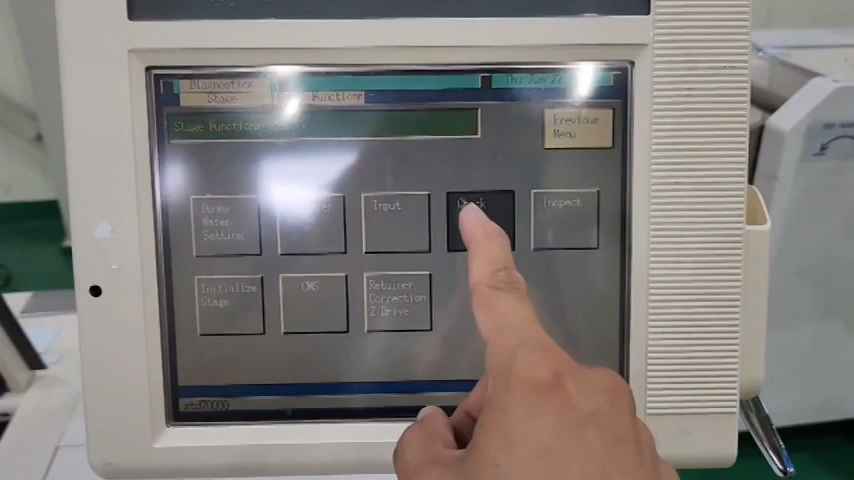 Diagnostics
Thu Jun 22
Stage
Function
Stage Function
Previous
Menu
Dummy
Wafer
Setting
Input
Inspect
Initialize
Stage
CMS
Retainer
Correction
Z Drive